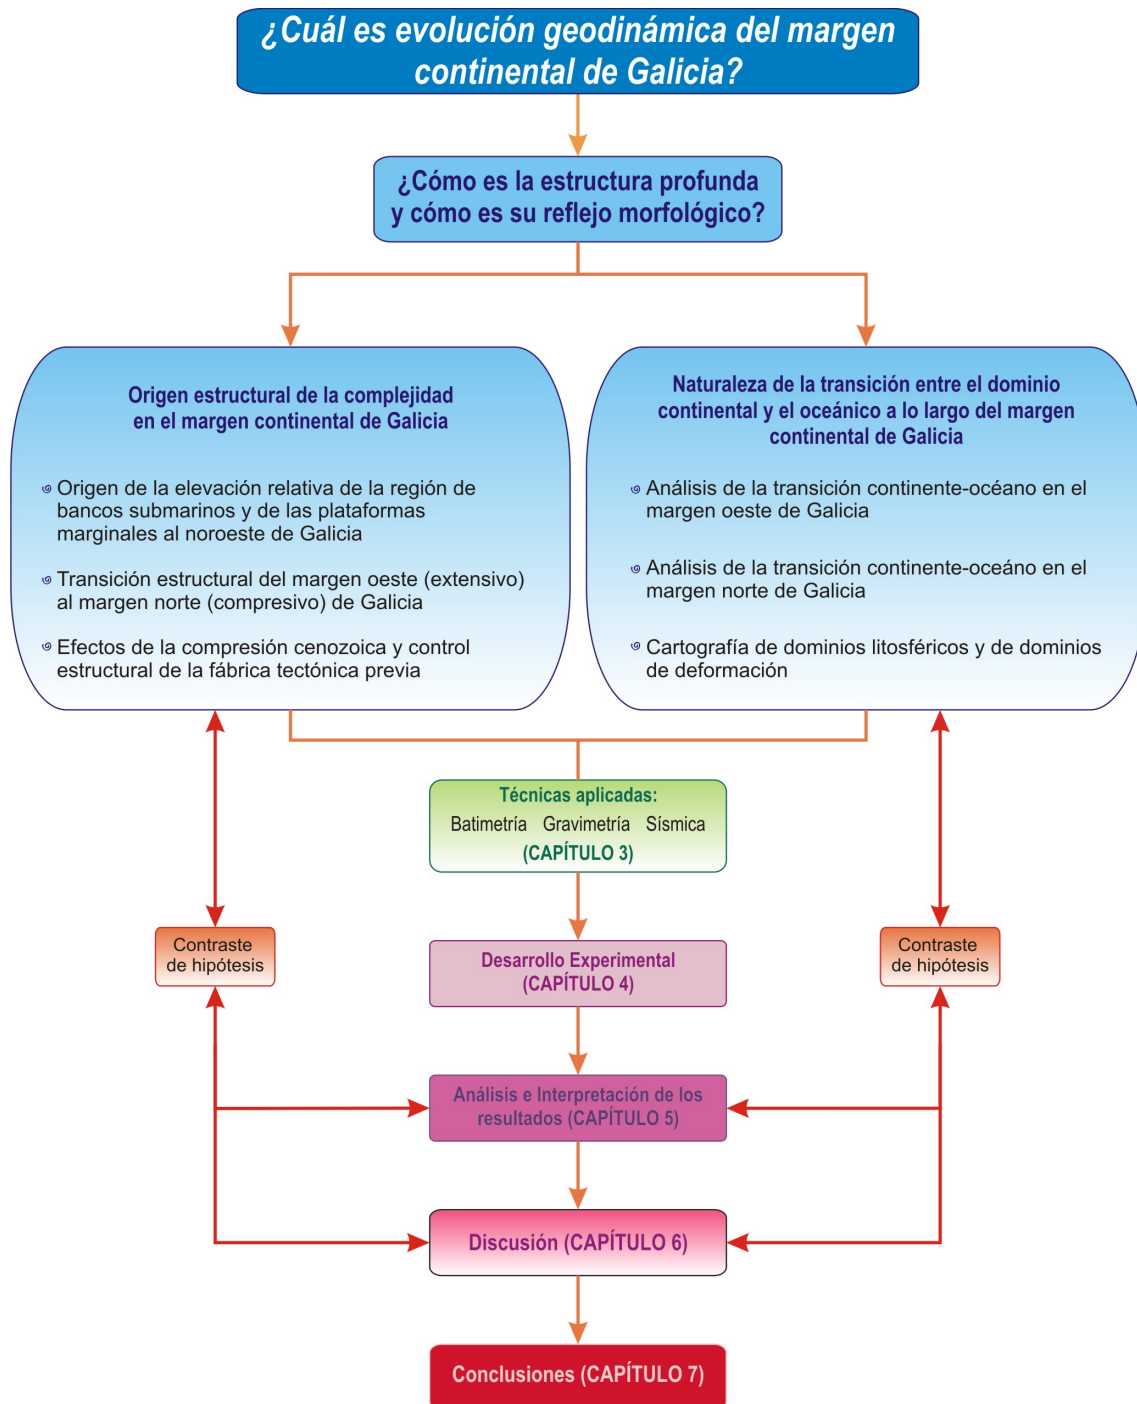 ¿Cuál es evolución geodinámica del margen
continental de Galicia?
¿Cómo es la estructura profunda
y cómo es su reflejo morfológico?
Origen estructural de la complejidad
en el margen continental de Galicia
Origen de la elevación relativa de la región de
bancos submarinos y de las plataformas
marginales al noroeste de Galicia
Transición estructural del margen oeste (extensivo)
al margen norte (compresivo) de Galicia
Efectos de la compresión cenozoica y control
estructural de la fábrica tectónica previa
Naturaleza de la transición entre el dominio
continental y el oceánico a lo largo del margen
continental de Galicia
Análisis de la transición continente-océano en el
margen oeste de Galicia
Análisis de la transición continente-oceáno en el
margen norte de Galicia
Cartografía de dominios litosféricos y de dominios
de deformación
Técnicas aplicadas:
Batimetría Gravimetría Sísmica
(CAPÍTULO 3)
Contraste
de hipótesis
Desarrollo Experimental
(CAPÍTULO 4)
Contraste
de hipótesis
Análisis e Interpretación de los
resultados (CAPÍTULO 5)
Discusión (CAPÍTULO 6)
Conclusiones (CAPÍTULO 7)